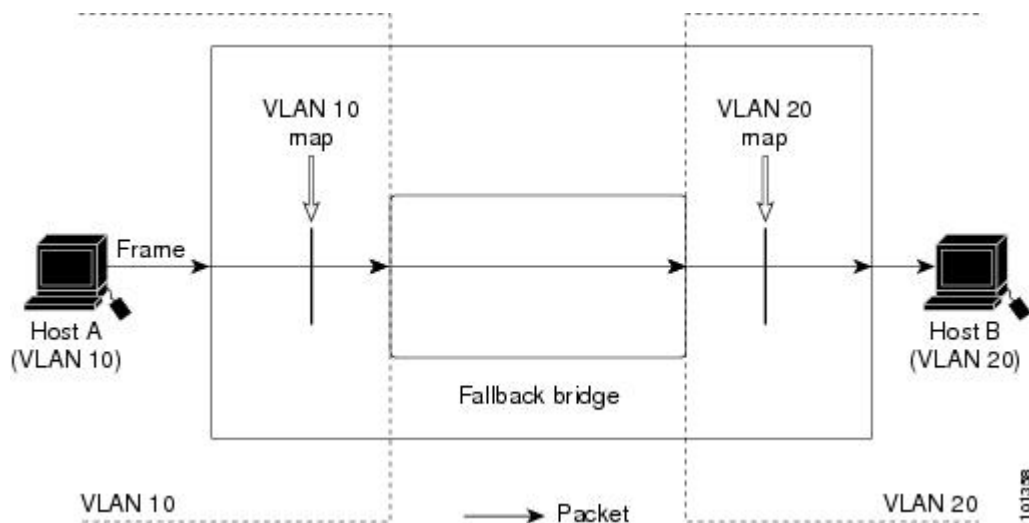 VLAN 10
map
VLAN 20
map
Frame
Host A
(VLAN 10)
Host B
(VLAN 20)
Fallback bridge
VLAN 10
Packet
VLAN 20
101358